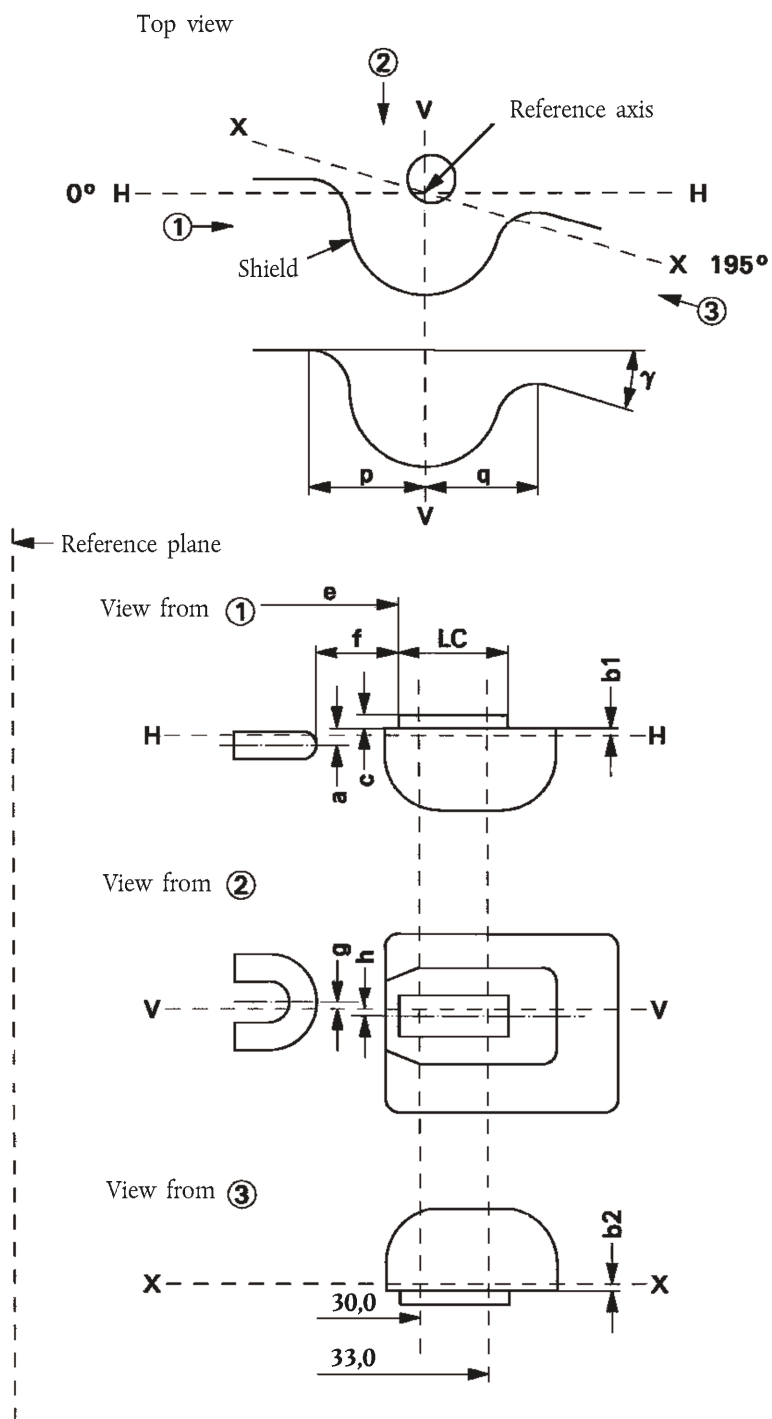 Top view
②
V
Reference axis
X
0° H H
①
Shield
X 195°
③
γ
p q
V
Reference plane
e
View from ①
f LC b1
H H
a c
View from ②
g h
V V
View from ③
b2
X X
30,0
33,0